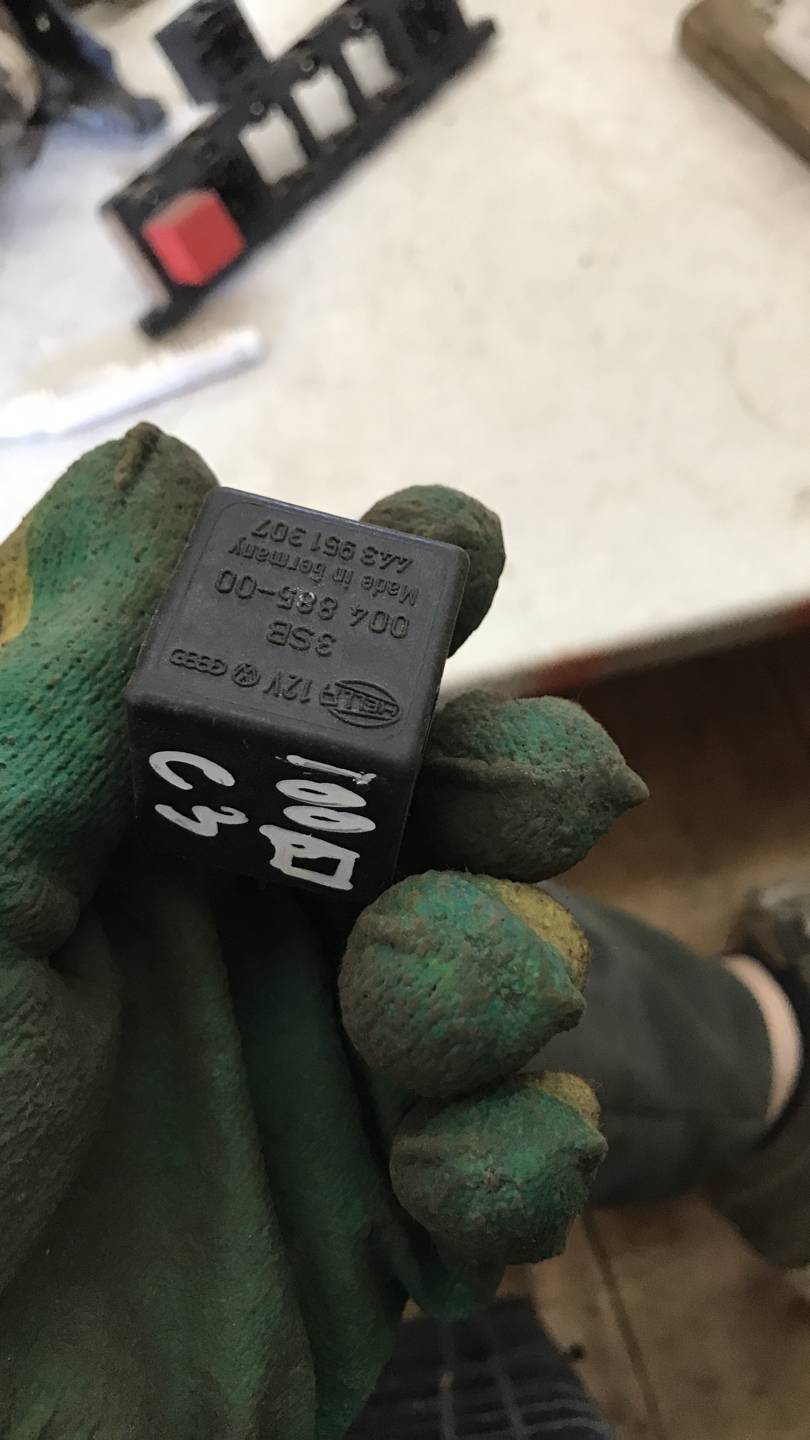 HELLA 12V
3SB
004 885-00
Made in Germany
443 951 307
100
C3